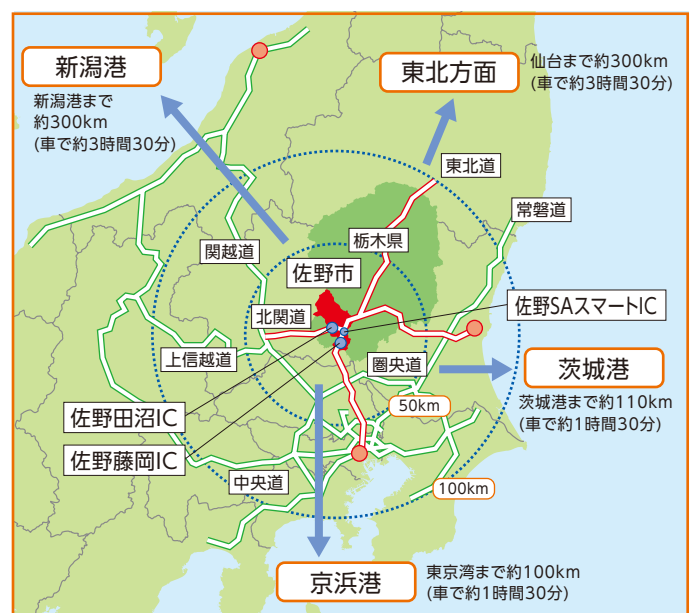 新潟港
新潟港まで
約300km
(車で約3時間30分)
東北方面
仙台まで約300km
(車で約3時間30分)
東北道
常磐道
関越道
栃木県
佐野市
北関道
佐野SAスマートIC
上信越道
圏央道
茨城港
茨城港まで約110km
(車で約1時間30分)
佐野田沼IC
50km
佐野藤岡IC
中央道
100km
京浜港
東京湾まで約100km
(車で約1時間30分)